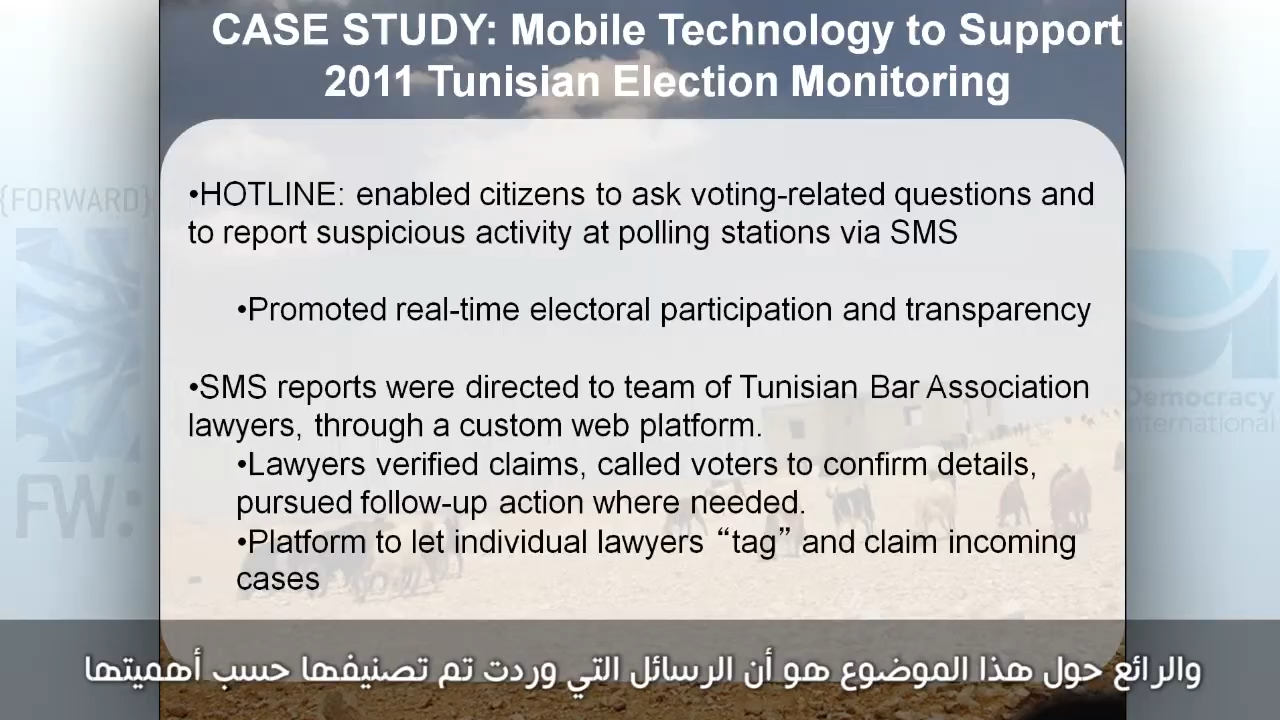 CASE STUDY: Mobile Technology to Support
2011 Tunisian Election Monitoring
•HOTLINE: enabled citizens to ask voting-related questions and
to report suspicious activity at polling stations via SMS
•Promoted real-time electoral participation and transparency
•SMS reports were directed to team of Tunisian Bar Association
lawyers, through a custom web platform.
•Lawyers verified claims, called voters to confirm details,
pursued follow-up action where needed.
•Platform to let individual lawyers “tag” and claim incoming
cases
{FORWARD}
FW:
DI
Democracy
International
والرائع حول هذا الموضوع هو أن الرسائل التي وردت تم تصنيفها حسب أهميتها